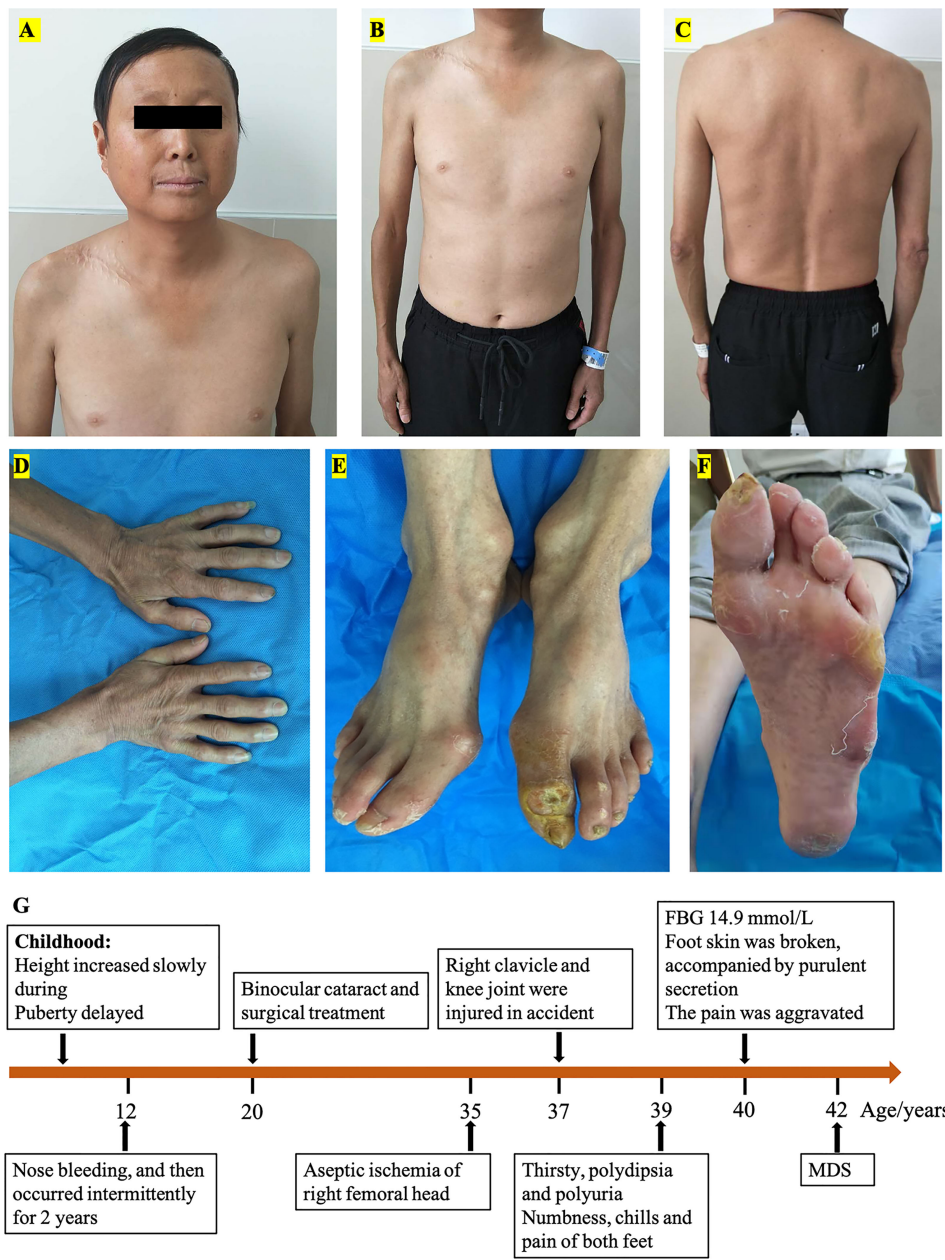 A
B
C
D
E
F
G
Childhood:
Height increased slowly
during
Puberty delayed
Binocular cataract and
surgical treatment
Right clavicle and
knee joint were
injured in accident
FBG 14.9 mmol/L
Foot skin was broken,
accompanied by purulent
secretion
The pain was aggravated
12
20
35
37
39
40
42
Age/years
Nose bleeding, and then
occurred intermittently
for 2 years
Aseptic ischemia of
right femoral head
Thirsty, polydipsia
and polyuria
Numbness, chills and
pain of both feet
MDS